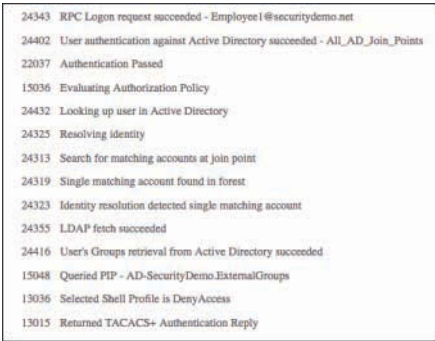 24343 RPC Logon request succeeded - Employee1@securitydemo.net
24402 User authentication against Active Directory succeeded - All_AD_Join_Points
22037 Authentication Passed
15036 Evaluating Authorization Policy
24432 Looking up user in Active Directory
24325 Resolving identity
24313 Search for matching accounts at join point
24319 Single matching account found in forest
24323 Identity resolution detected single matching account
24355 LDAP fetch succeeded
24416 User's Groups retrieval from Active Directory succeeded
15048 Queried PIP - AD-SecurityDemo.ExternalGroups
13036 Selected Shell Profile is DenyAccess
13015 Returned TACACS+ Authentication Reply